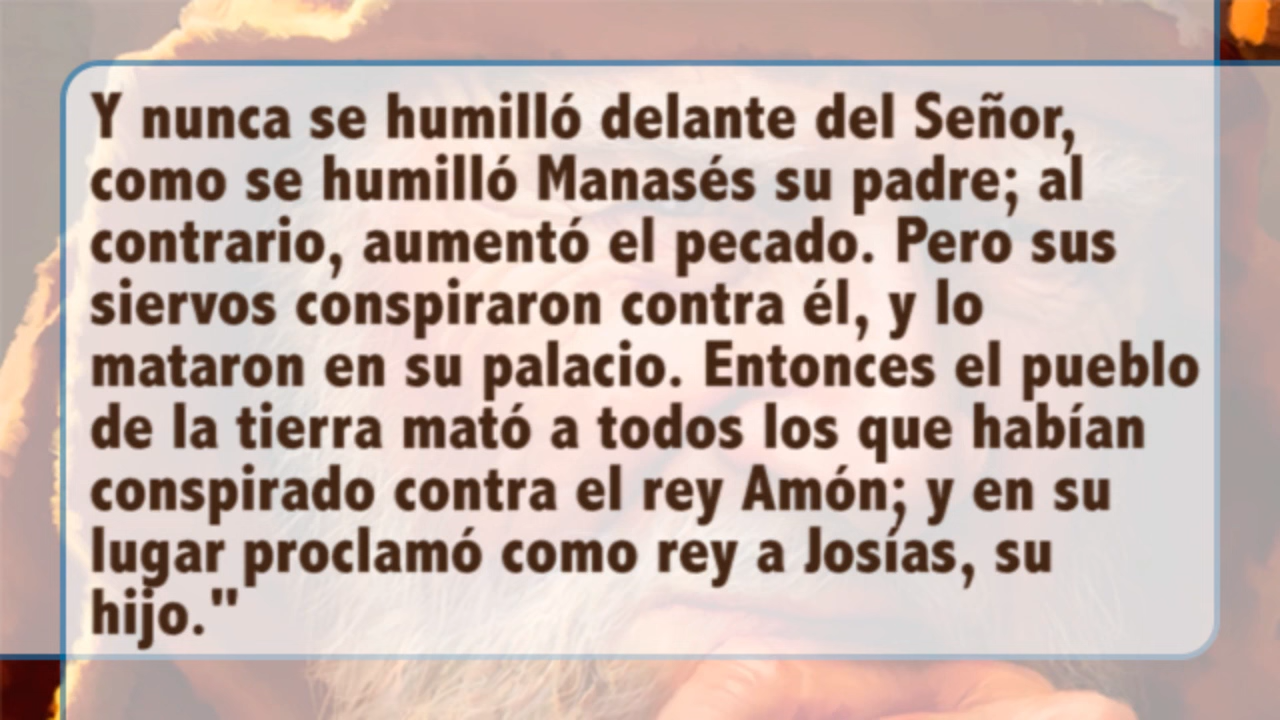 Y nunca se humilló delante del Señor,
como se humilló Manasés su padre; al
contrario, aumentó el pecado. Pero sus
siervos conspiraron contra él, y lo
mataron en su palacio. Entonces el pueblo
de la tierra mató a todos los que habían
conspirado contra el rey Amón; y en su
lugar proclamó como rey a Josías, su
hijo."